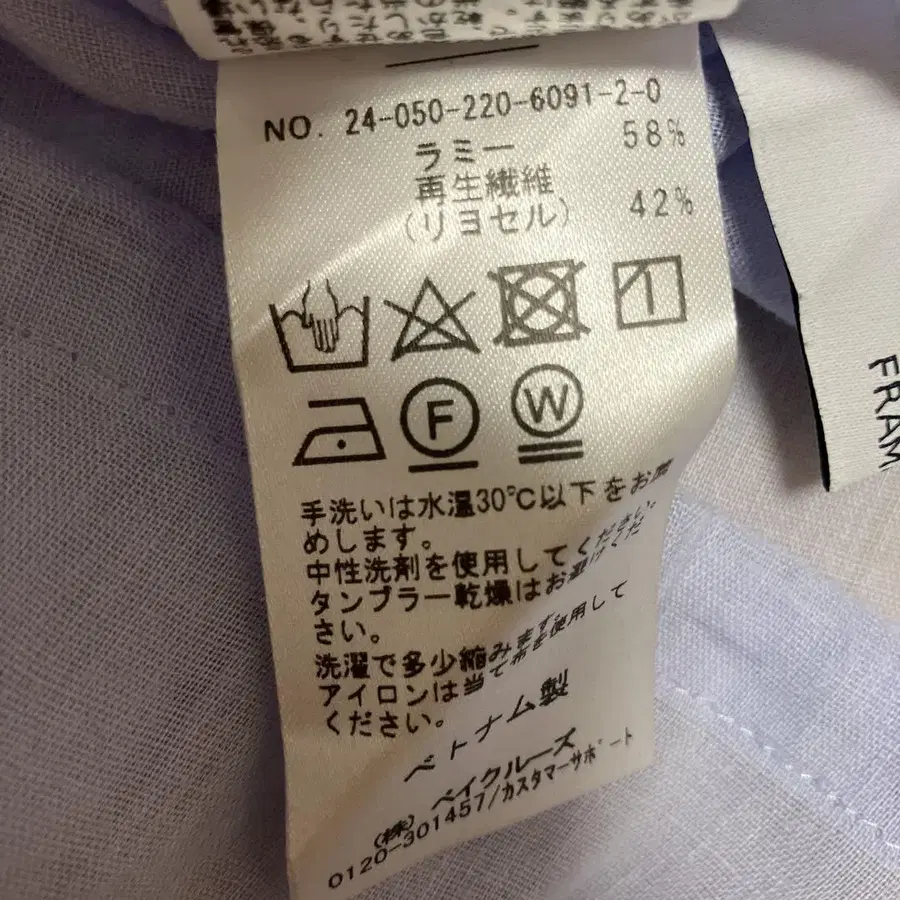 NO. 24-050-220-6091-2-0
ラミー 58%
再生繊維
(リヨセル) 42%
F W
手洗いは水温30℃以下をお薦
めします。
中性洗剤を使用してください。
タンブラー乾燥はお避けくだ
さい。
洗濯で多少縮みます。
アイロンは当て布を使用して
ください。
ベトナム製
(株) ベイクルーズ
0120-301457/カスタマーサポート
FRAM